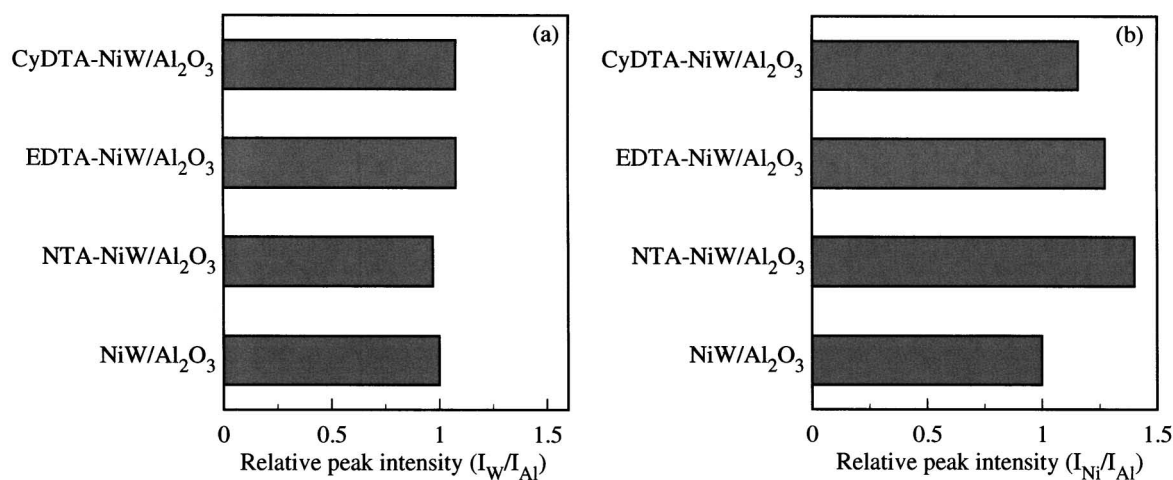 (a)
CyDTA-NiW/Al2O3
EDTA-NiW/Al2O3
NTA-NiW/Al2O3
NiW/Al2O3
0 0.5 1 1.5
Relative peak intensity (IW/IAl)
(b)
CyDTA-NiW/Al2O3
EDTA-NiW/Al2O3
NTA-NiW/Al2O3
NiW/Al2O3
0 0.5 1 1.5
Relative peak intensity (INi/IAl)